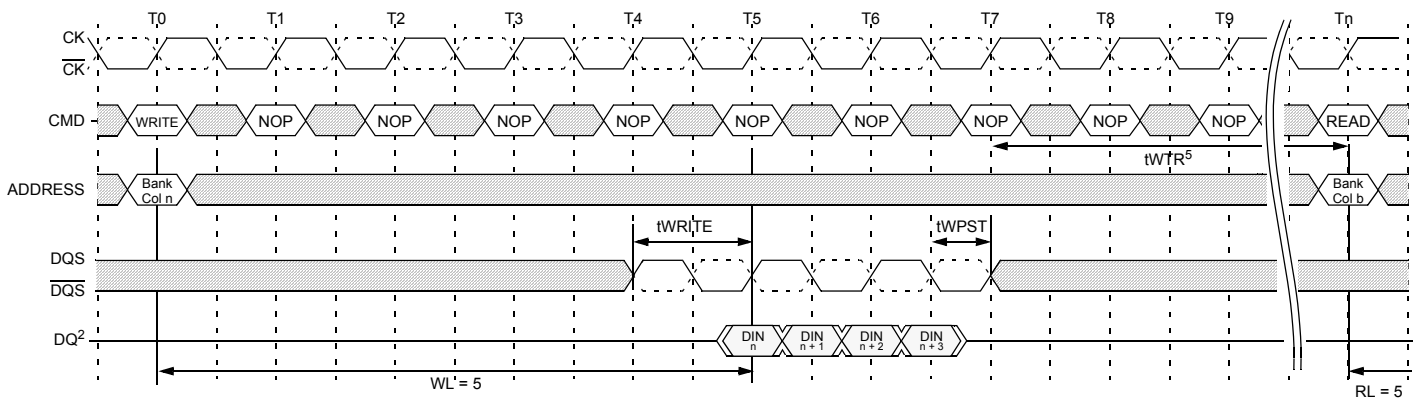 T0 T1 T2 T3 T4 T5 T6 T7 T8 T9 Tn
CK
CK
CMD WRITE NOP NOP NOP NOP NOP NOP NOP NOP NOP READ
tWTR5
ADDRESS Bank Col n Bank Col b
tWRITE tWPST
DQS
DQS
DQ2 DIN n DIN n + 1 DIN n + 2 DIN n + 3
WL = 5 RL = 5